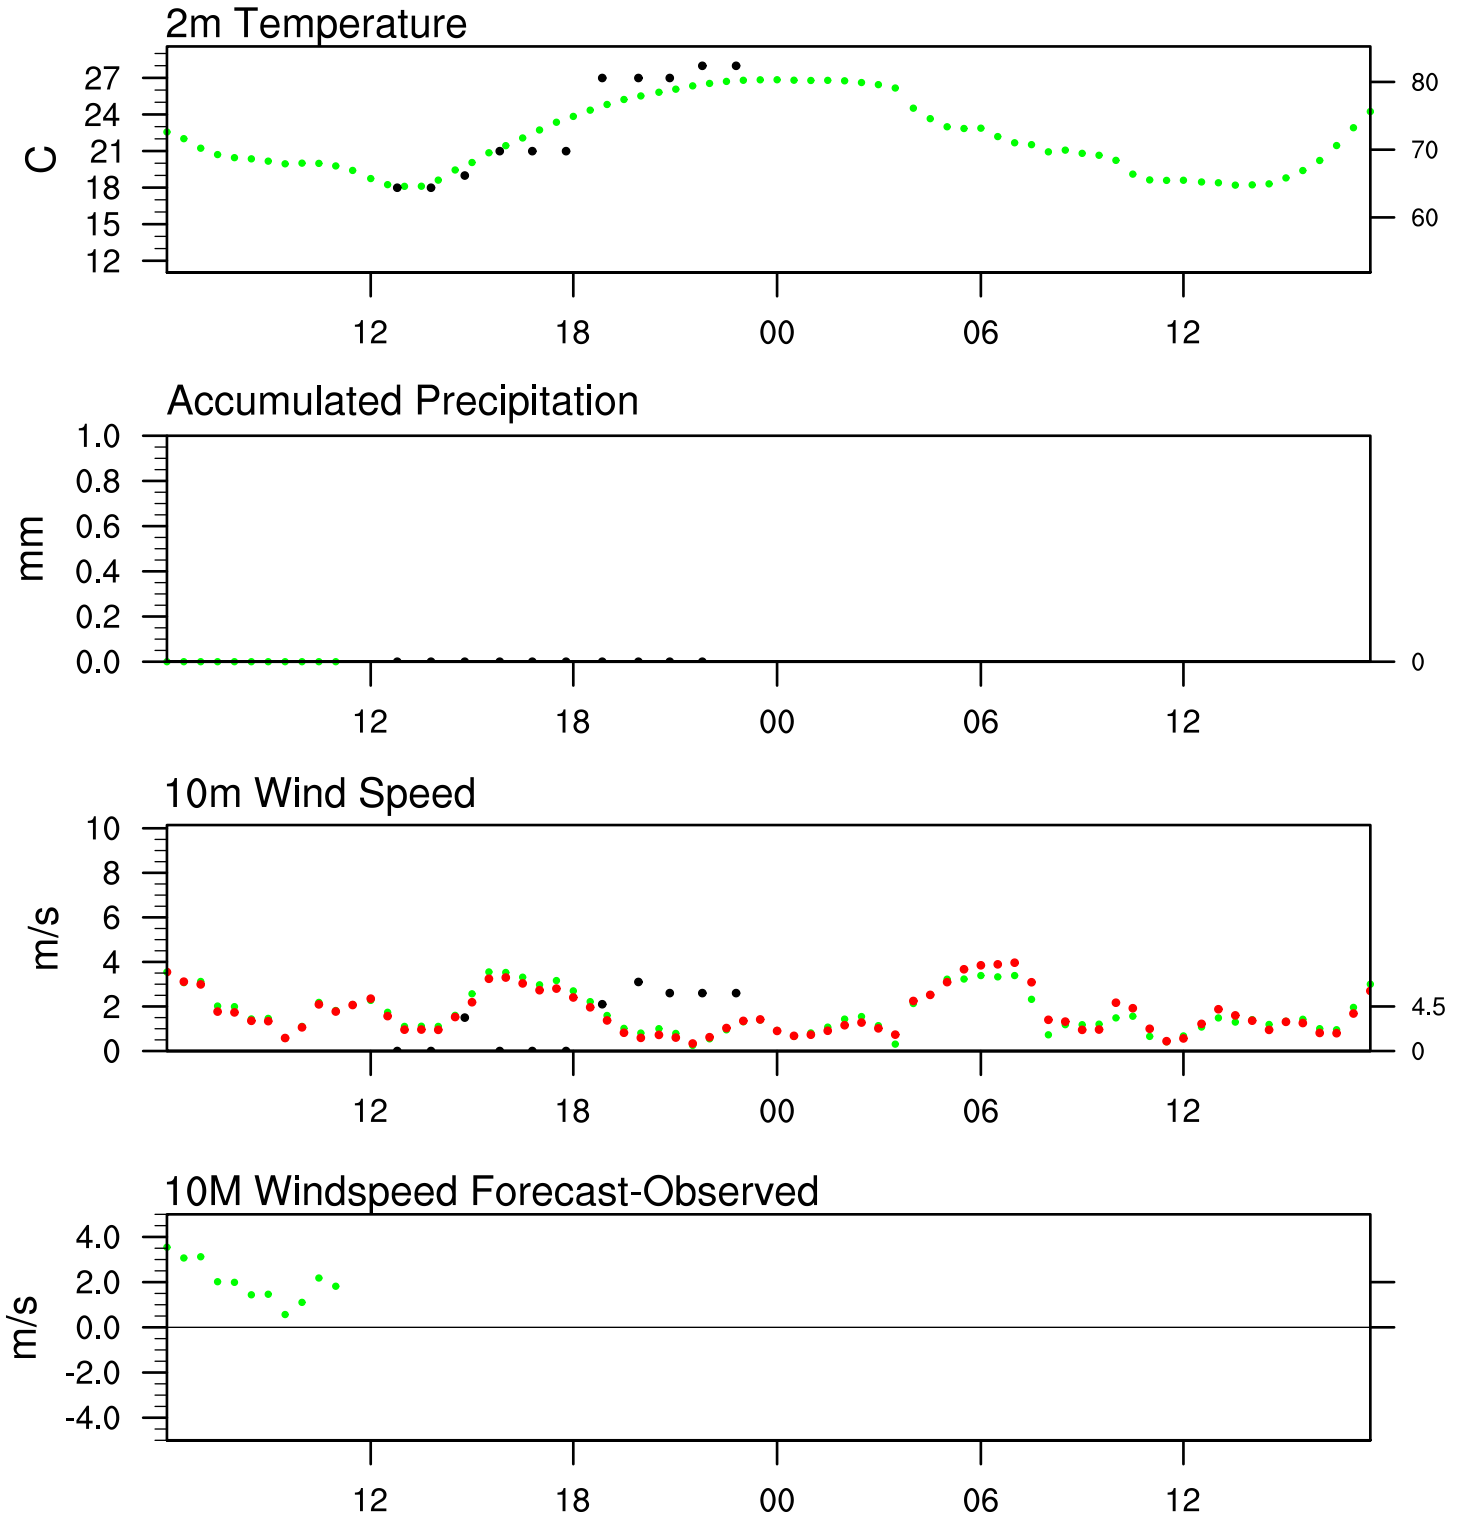 2m Temperature
27
24
21
18
15
12
C
80
70
60
12 18 00 06 12
Accumulated Precipitation
1.0
0.8
0.6
0.4
0.2
0.0
mm
0
12 18 00 06 12
10m Wind Speed
10
8
6
4
2
0
m/s
4.5
0
12 18 00 06 12
10M Windspeed Forecast-Observed
4.0
2.0
0.0
-2.0
-4.0
m/s
12 18 00 06 12